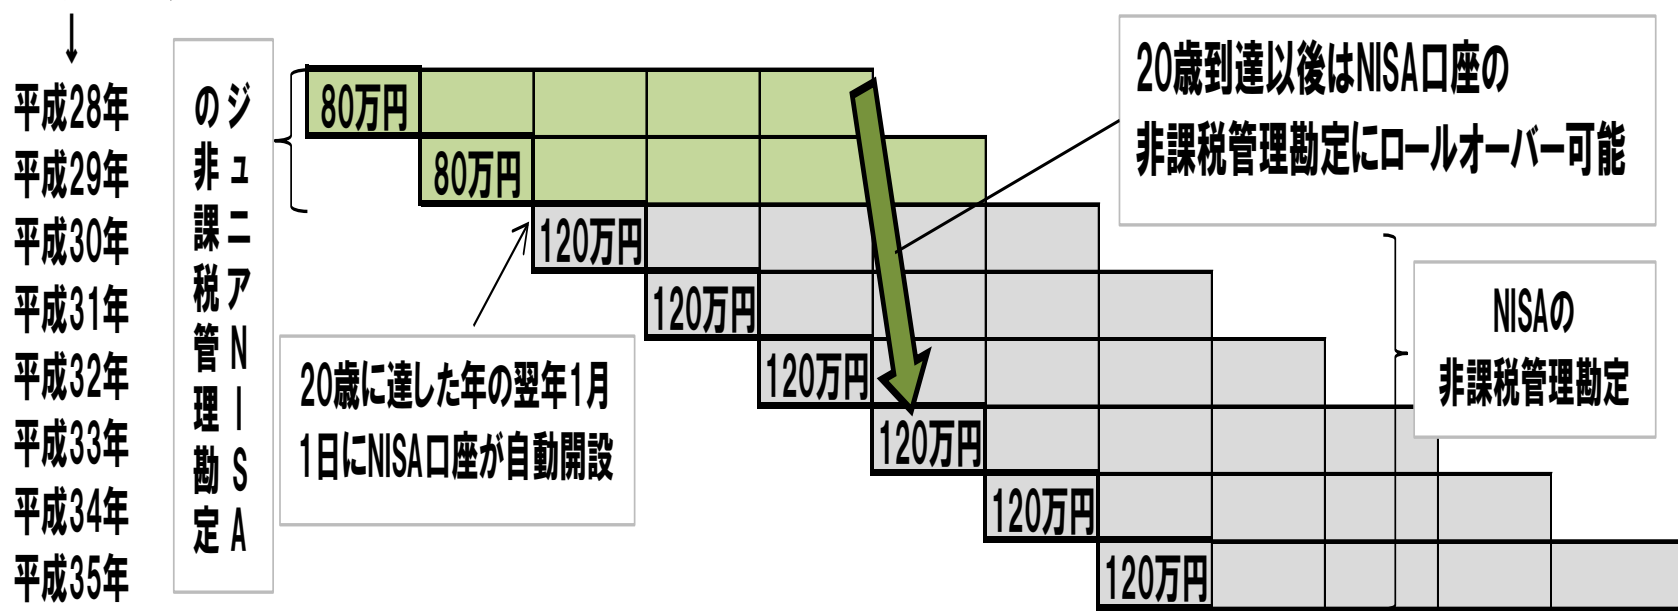 ↓
平成28年
平成29年
平成30年
平成31年
平成32年
平成33年
平成34年
平成35年
ジュニアNISA
の非課税管理勘定
80万円
80万円
120万円
120万円
120万円
120万円
120万円
120万円
20歳に達した年の翌年1月
1日にNISA口座が自動開設
20歳到達以後はNISA口座の
非課税管理勘定にロールオーバー可能
NISAの
非課税管理勘定